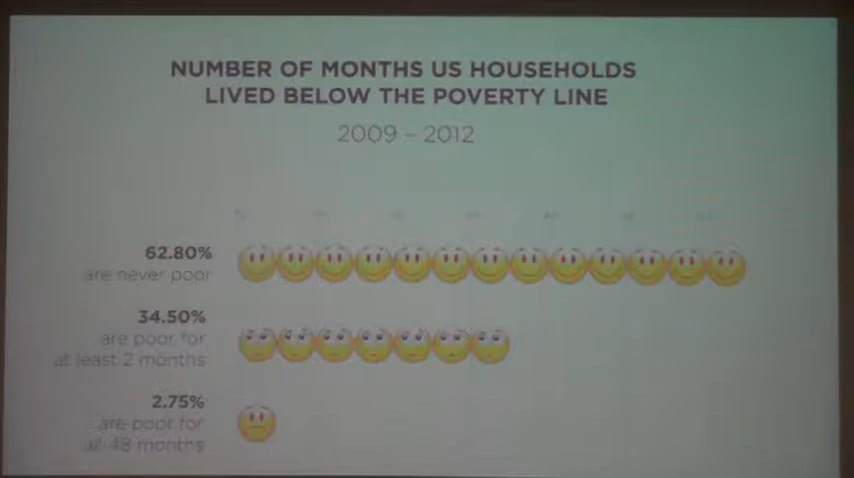 NUMBER OF MONTHS US HOUSEHOLDS
LIVED BELOW THE POVERTY LINE
2009 – 2012
62.80%
are never poor
34.50%
are poor for
at least 2 months
2.75%
are poor for
all 48 months